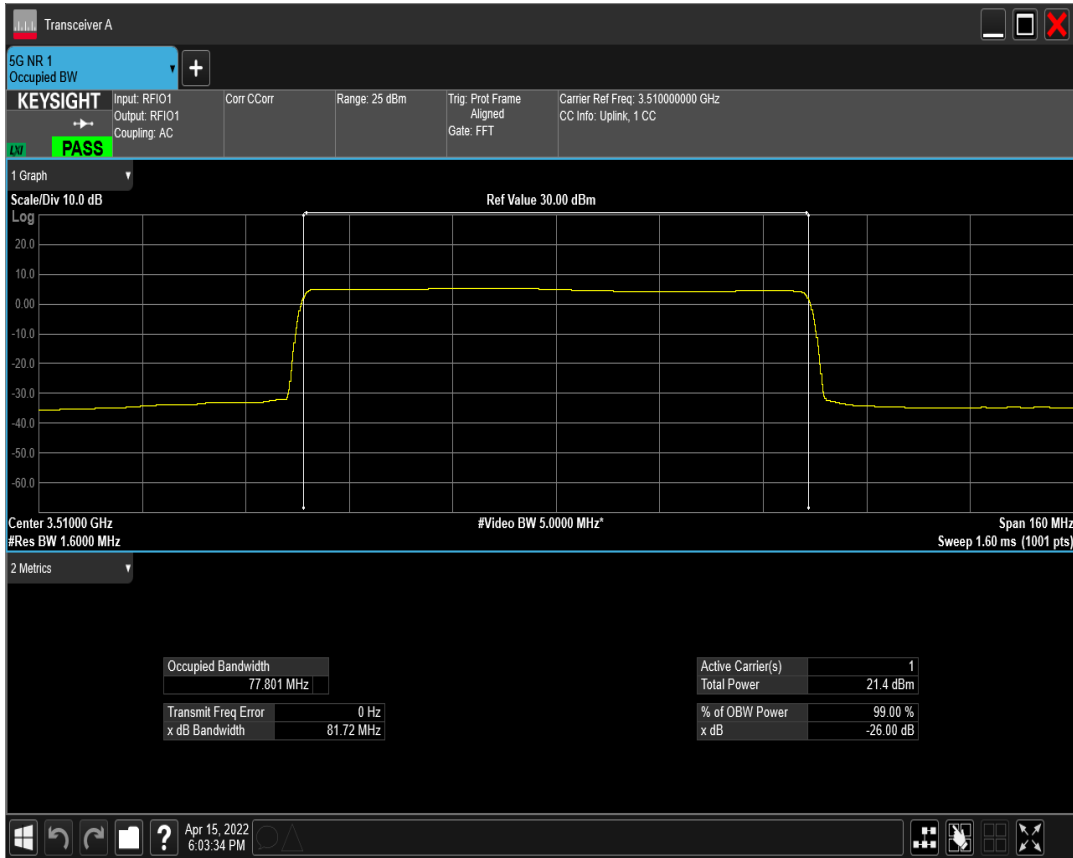 Transceiver A
5G NR 1
Occupied BW
+
KEYSIGHT
LXI
PASS
Input: RFIO1
Output: RFIO1
Coupling: AC
Corr CCorr
Range: 25 dBm
Trig: Prot Frame
Aligned
Gate: FFT
Carrier Ref Freq: 3.510000000 GHz
CC Info: Uplink, 1 CC
1 Graph
Scale/Div 10.0 dB
Ref Value 30.00 dBm
Log
20.0
10.0
0.00
-10.0
-20.0
-30.0
-40.0
-50.0
-60.0
Center 3.51000 GHz
#Video BW 5.0000 MHz*
Span 160 MHz
#Res BW 1.6000 MHz
Sweep 1.60 ms (1001 pts)
2 Metrics
Occupied Bandwidth
77.801 MHz
Transmit Freq Error 0 Hz
x dB Bandwidth 81.72 MHz
Active Carrier(s) 1
Total Power 21.4 dBm
% of OBW Power 99.00 %
x dB -26.00 dB
?
Apr 15, 2022
6:03:34 PM